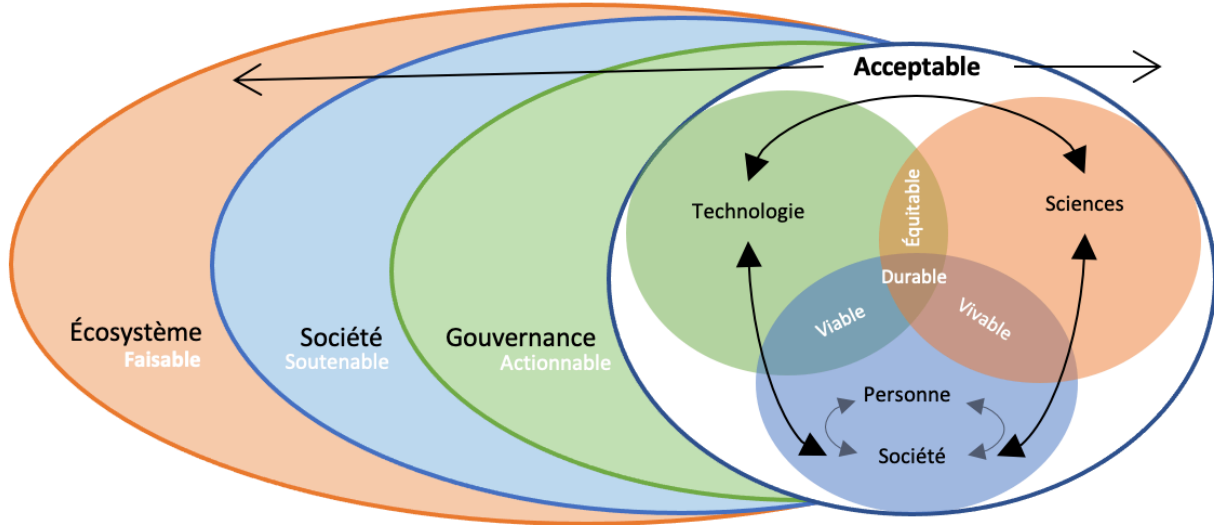 Acceptable
Technologie
Équitable
Sciences
Durable
Viable
Vivable
Écosystème
Faisable
Société
Soutenable
Gouvernance
Actionnable
Personne
Société